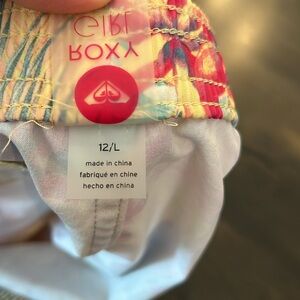 ROXY
GIRL
12/L
made in china
fabriqué en chine
hecho en china